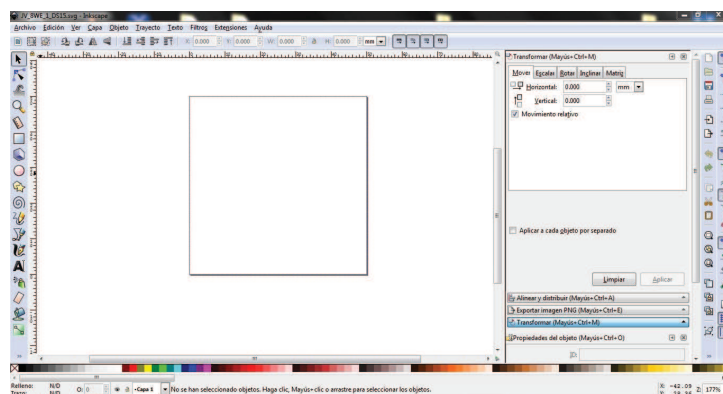 JV_BWE_1_DS15.svg - Inkscape
Archivo Edición Ver Capa Objeto Trayecto Texto Filtros Extensiones Ayuda
X: 0.000 Y: 0.000 W: 0.000 H: 0.000 mm
Transformar (Mayús+Ctrl+M)
Mover Escalar Rotar Inclinar Matriz
Horizontal: 0.000 mm
Vertical: 0.000
Movimiento relativo
Aplicar a cada objeto por separado
Limpiar Aplicar
Alinear y distribuir (Mayús+Ctrl+A)
Exportar imagen PNG (Mayús+Ctrl+E)
Transformar (Mayús+Ctrl+M)
Propiedades del objeto (Mayús+Ctrl+O)
Relleno: N/D O: 0 Capa 1 No se han seleccionado objetos. Haga clic, Mayús+clic o arrastre para seleccionar los objetos. X: -42.09 Z: 177%
Trazo: N/D